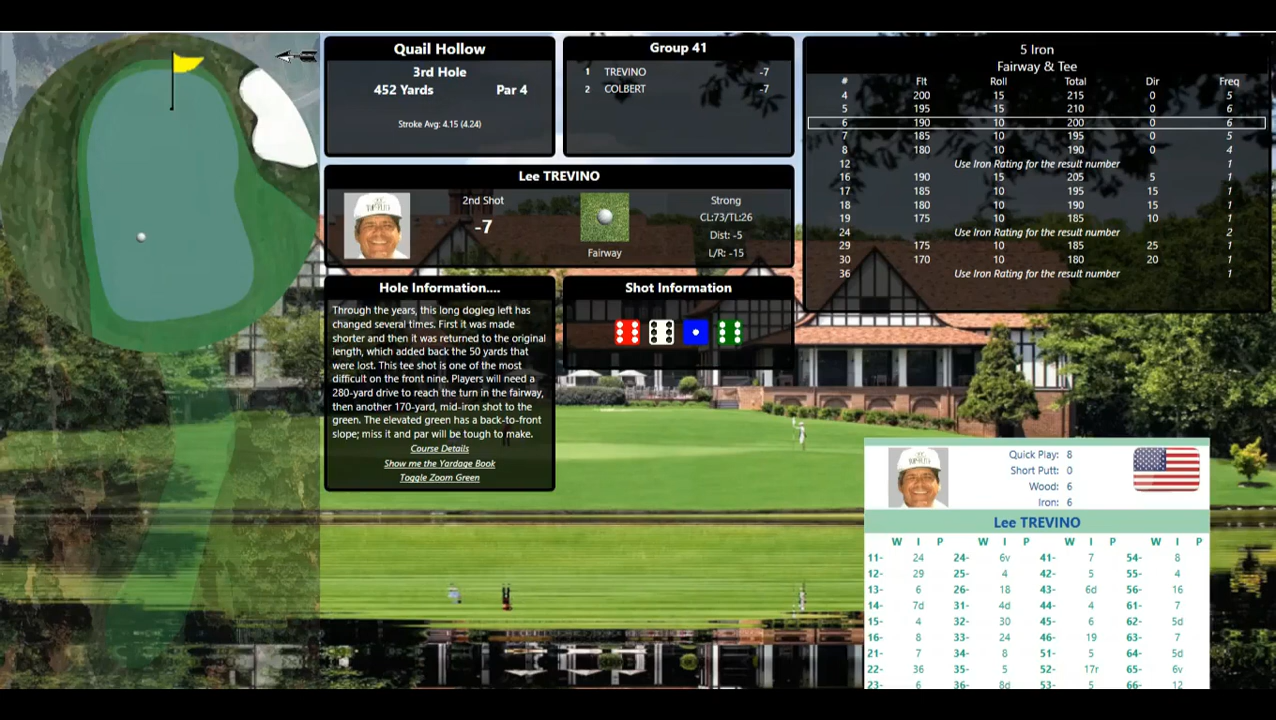 Quail Hollow
3rd Hole
452 Yards Par 4
Stroke Avg: 4.15 (4.24)
Group 41
1 TREVINO -7
2 COLBERT -7
Lee TREVINO
2nd Shot
-7
Fairway
Strong
CL:73/TL:26
Dist: -5
L/R: -15
Hole Information....
Through the years, this long dogleg left has
changed several times. First it was made
shorter and then it was returned to the original
length, which added back the 50 yards that
were lost. This tee shot is one of the most
difficult on the front nine. Players will need a
280-yard drive to reach the turn in the fairway,
then another 170-yard, mid-iron shot to the
green. The elevated green has a back-to-front
slope; miss it and par will be tough to make.
Course Details
Show me the Yardage Book
Toggle Zoom Green
Shot Information
5 Iron
Fairway & Tee
# Flt Roll Total Dir Freq
4 200 15 215 0 5
5 195 15 210 0 6
6 190 10 200 0 6
7 185 10 195 0 5
8 180 10 190 0 4
12 Use Iron Rating for the result number 1
16 190 15 205 5 1
17 185 10 195 15 1
18 180 10 190 15 1
19 175 10 185 10 1
24 Use Iron Rating for the result number 2
29 175 10 185 25 1
30 170 10 180 20 1
36 Use Iron Rating for the result number 1
Quick Play: 8
Short Putt: 0
Wood: 6
Iron: 6
Lee TREVINO
W I P W I P W I P W I P
11- 24 24- 6v 41- 7 54- 8
12- 29 25- 4 42- 5 55- 4
13- 6 26- 18 43- 6d 56- 16
14- 7d 31- 4d 44- 4 61- 7
15- 4 32- 30 45- 6 62- 5d
16- 8 33- 24 46- 19 63- 7
21- 7 34- 8 51- 5 64- 5d
22- 36 35- 5 52- 17r 65- 6v
23- 6 36- 8d 53- 5 66- 12